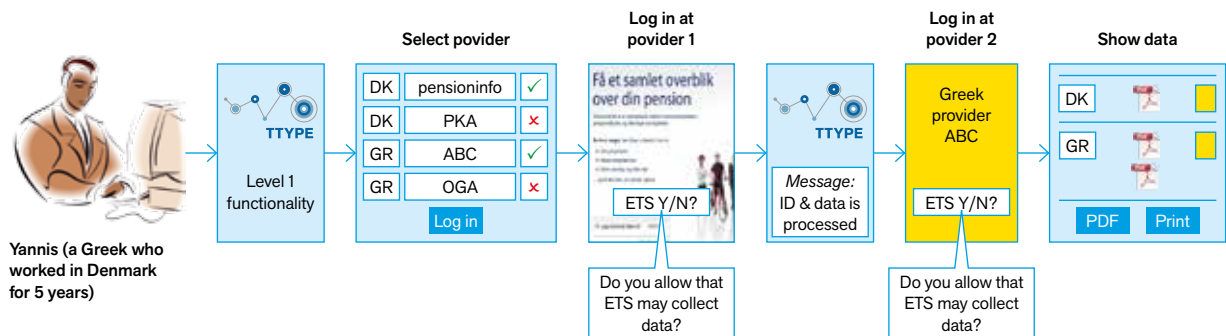 Select povider
Log in at
povider 1
Log in at
povider 2
Show data
Yannis (a Greek who
worked in Denmark
for 5 years)
TTYPE
Level 1
functionality
DK pensioninfo ✓
DK PKA ✗
GR ABC ✓
GR OGA ✗
Log in
Få et samlet overblik
over din pension
ETS Y/N?
Do you allow that
ETS may collect
data?
TTYPE
Message:
ID & data is
processed
Greek
provider
ABC
ETS Y/N?
Do you allow that
ETS may collect
data?
DK
GR
PDF Print